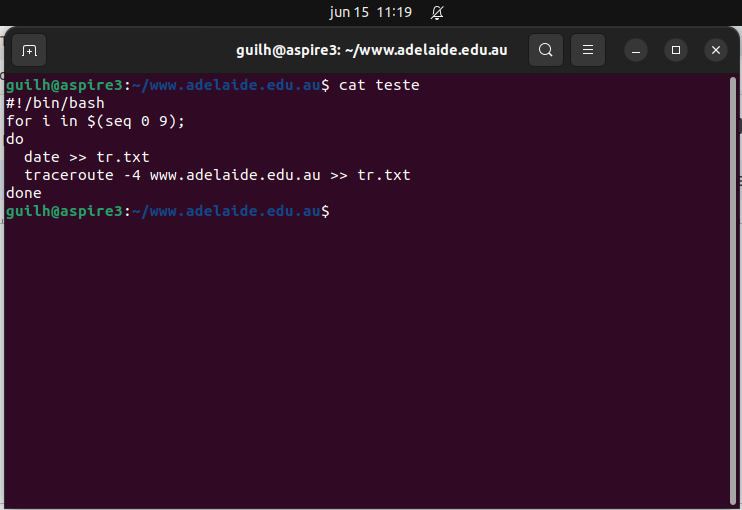 jun 15 11:19
guilh@aspire3: ~/www.adelaide.edu.au
guilh@aspire3:~/www.adelaide.edu.au$ cat teste
#!/bin/bash
for i in $(seq 0 9);
do
  date >> tr.txt
  traceroute -4 www.adelaide.edu.au >> tr.txt
done
guilh@aspire3:~/www.adelaide.edu.au$